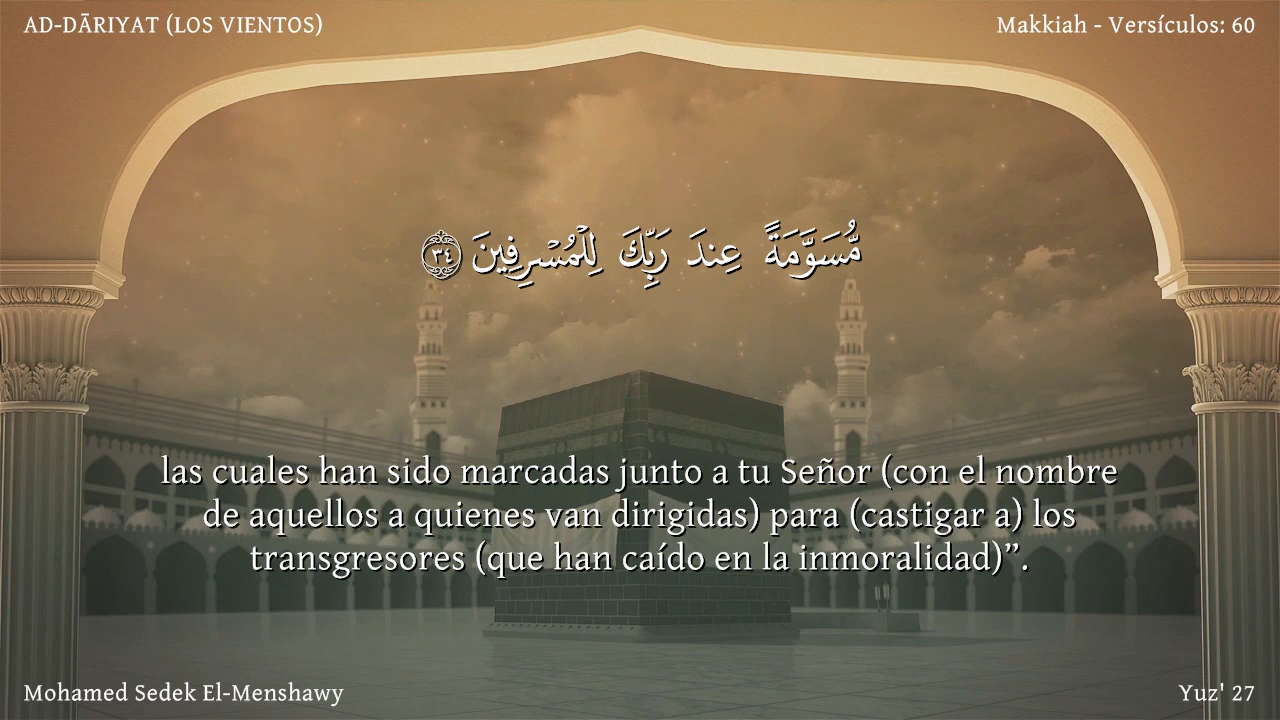 AD-DĀRIYAT (LOS VIENTOS)
Makkiah - Versículos: 60
مُّسَوَّمَةً عِندَ رَبِّكَ لِلْمُسْرِفِينَ ٣٤
las cuales han sido marcadas junto a tu Señor (con el nombre
de aquellos a quienes van dirigidas) para (castigar a) los
transgresores (que han caído en la inmoralidad)”.
Mohamed Sedek El-Menshawy
Yuz' 27